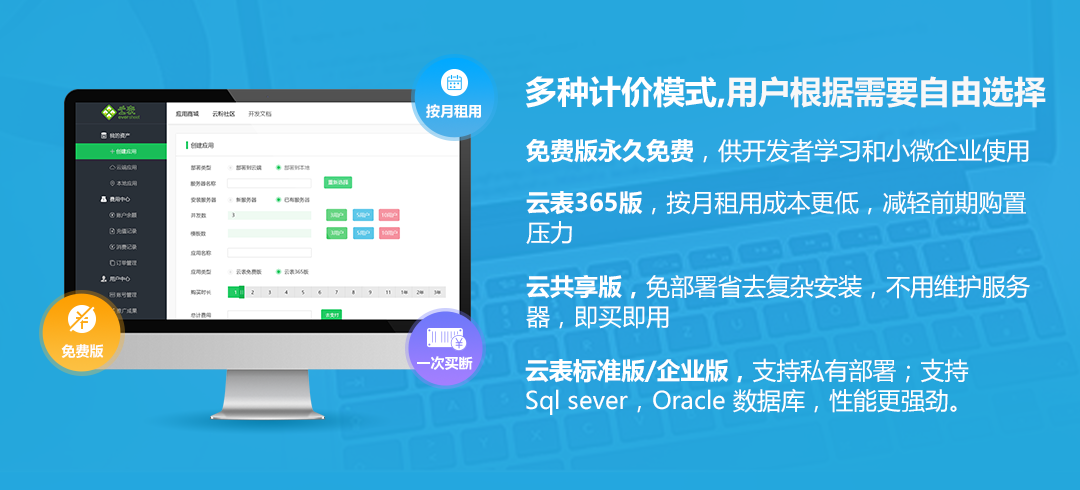 多种计价模式,用户根据需要自由选择
免费版永久免费，供开发者学习和小微企业使用
云表365版，按月租用成本更低，减轻前期购置
压力
云共享版，免部署省去复杂安装，不用维护服务
器，即买即用
云表标准版/企业版，支持私有部署；支持
Sql sever，Oracle 数据库，性能更强劲。
按月租用
免费版
一次买断
云表
应用商城 云粉社区 开发文档
我的资产
创建应用
云端应用
本地应用
费用中心
账户余额
充值记录
消费记录
订单管理
用户中心
账号管理
推广成果
创建应用
部署类型 部署到云端 部署到本地
服务器名称 重新选择
安装服务器 有服务器 已有服务器
并发数 3 3用户 5用户 10用户
模板数 3用户 5用户 10用户
应用名称
应用类型 云表免费版 云表365版
购买时长 1 2 3 4 5 6 7 8 9 11 1年 2年 3年
总计费用 去支付